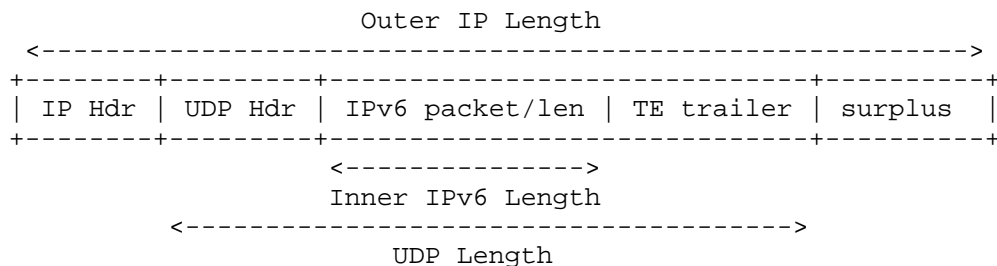 Outer IP Length
<---------------------------------------------------------->
+--------+---------+------------------------------+----------+
| IP Hdr | UDP Hdr | IPv6 packet/len | TE trailer | surplus  |
+--------+---------+------------------------------+----------+
<--------------->
Inner IPv6 Length
<-------------------------------------->
UDP Length